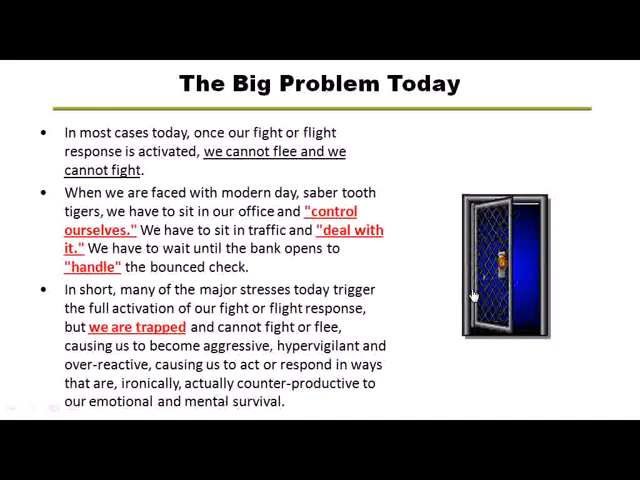 The Big Problem Today
• In most cases today, once our fight or flight
response is activated, we cannot flee and we
cannot fight.
• When we are faced with modern day, saber tooth
tigers, we have to sit in our office and "control
ourselves." We have to sit in traffic and "deal with
it." We have to wait until the bank opens to
"handle" the bounced check.
• In short, many of the major stresses today trigger
the full activation of our fight or flight response,
but we are trapped and cannot fight or flee,
causing us to become aggressive, hypervigilant and
over-reactive, causing us to act or respond in ways
that are, ironically, actually counter-productive to
our emotional and mental survival.